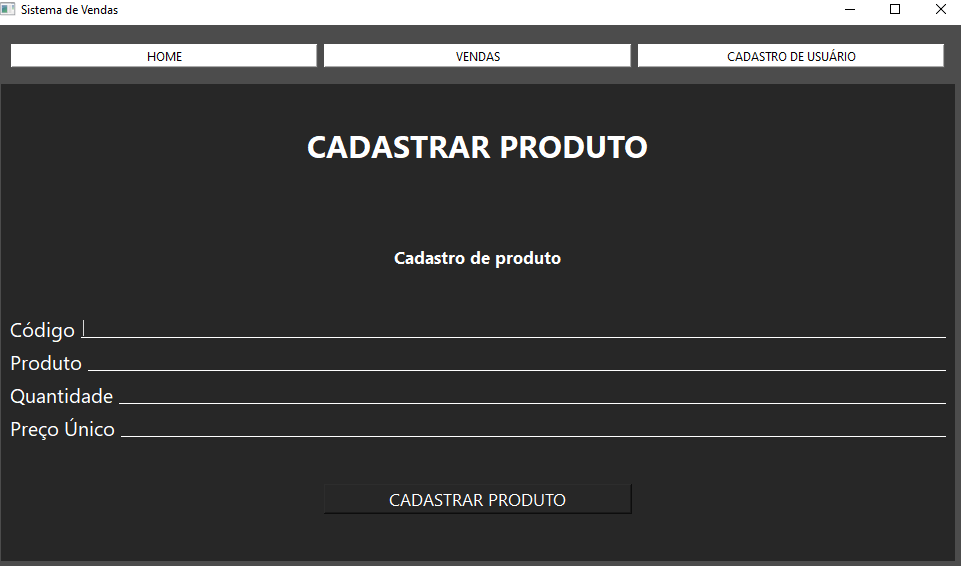 Sistema de Vendas
HOME VENDAS CADASTRO DE USUÁRIO
CADASTRAR PRODUTO
Cadastro de produto
Código
Produto
Quantidade
Preço Único
CADASTRAR PRODUTO